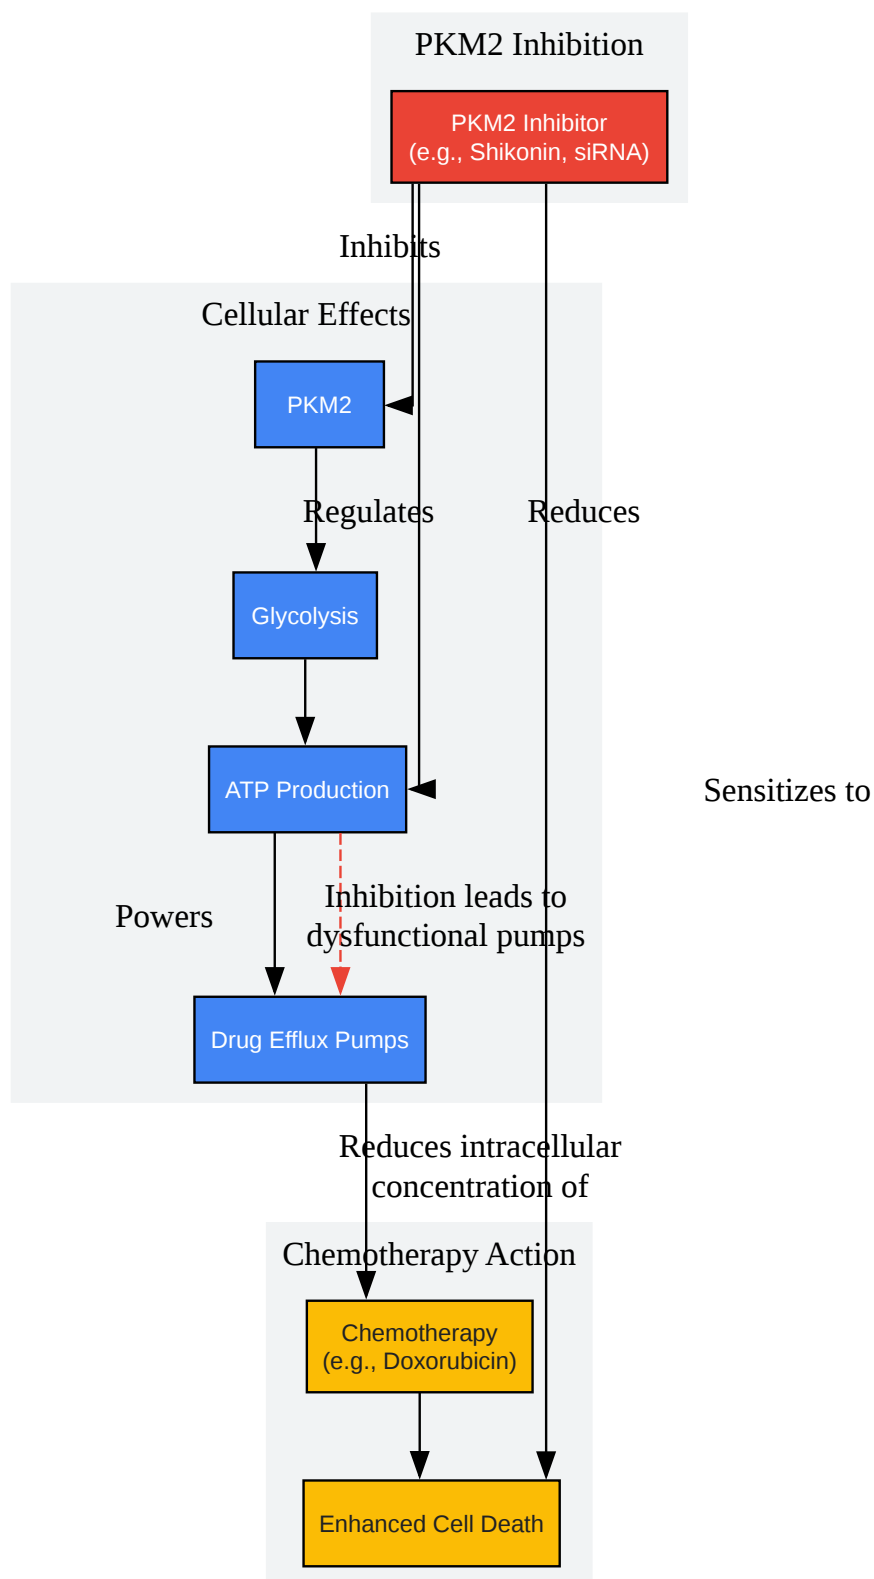 PKM2 Inhibition
PKM2 Inhibitor
(e.g., Shikonin, siRNA)
Inhibits
Cellular Effects
PKM2
Regulates
Reduces
Glycolysis
ATP Production
Sensitizes to
Powers
Inhibition leads to
dysfunctional pumps
Drug Efflux Pumps
Reduces intracellular
concentration of
Chemotherapy Action
Chemotherapy
(e.g., Doxorubicin)
Enhanced Cell Death